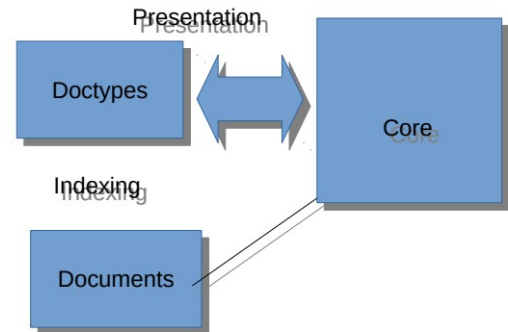 Presentation
Doctypes
Core
Indexing
Documents